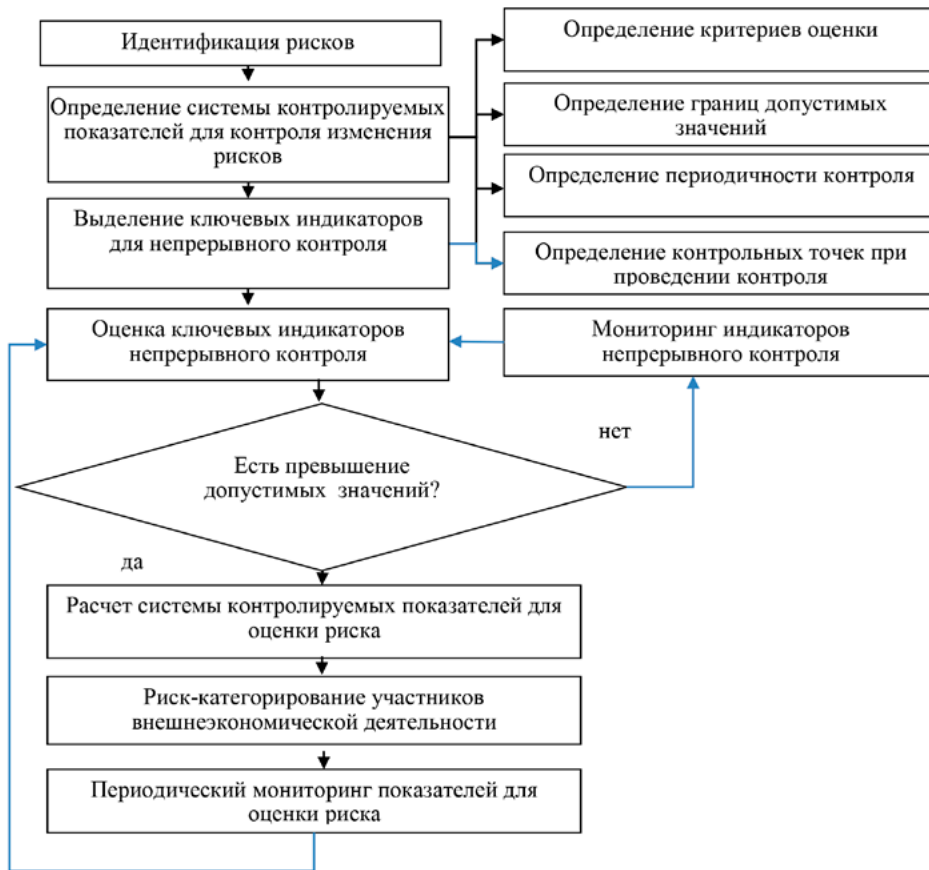 Идентификация рисков
Определение системы контролируемых
показателей для контроля изменения
рисков
Выделение ключевых индикаторов
для непрерывного контроля
Определение критериев оценки
Определение границ допустимых
значений
Определение периодичности контроля
Определение контрольных точек при
проведении контроля
Оценка ключевых индикаторов
непрерывного контроля
Мониторинг индикаторов
непрерывного контроля
Есть превышение
допустимых значений?
нет
да
Расчет системы контролируемых показателей для
оценки риска
Риск-категорирование участников
внешнеэкономической деятельности
Периодический мониторинг показателей для
оценки риска